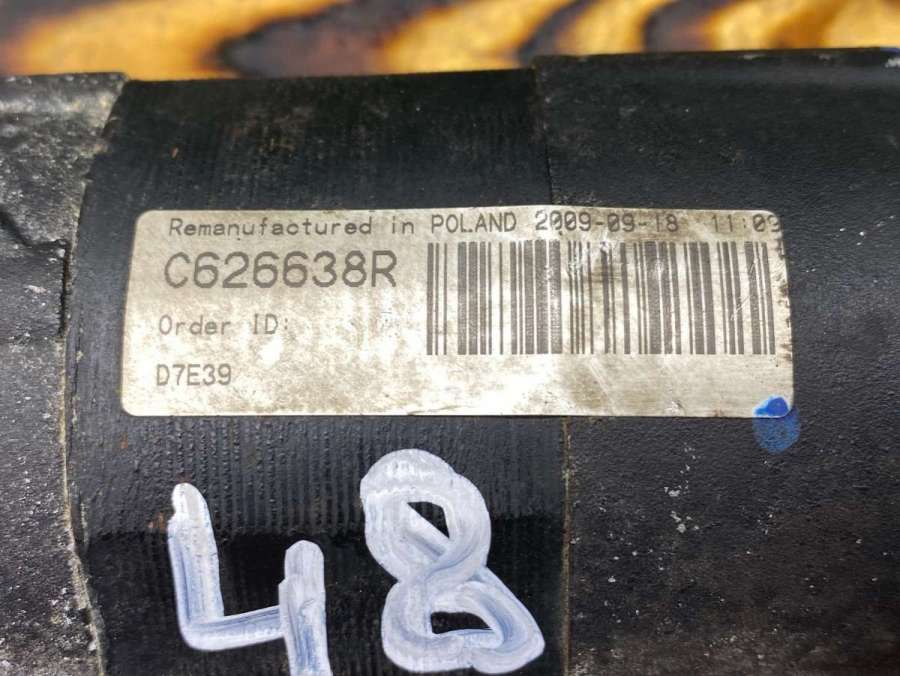 Remanufactured in POLAND 2009-09-18 11:09
C626638R
Order ID:
D7E39
48